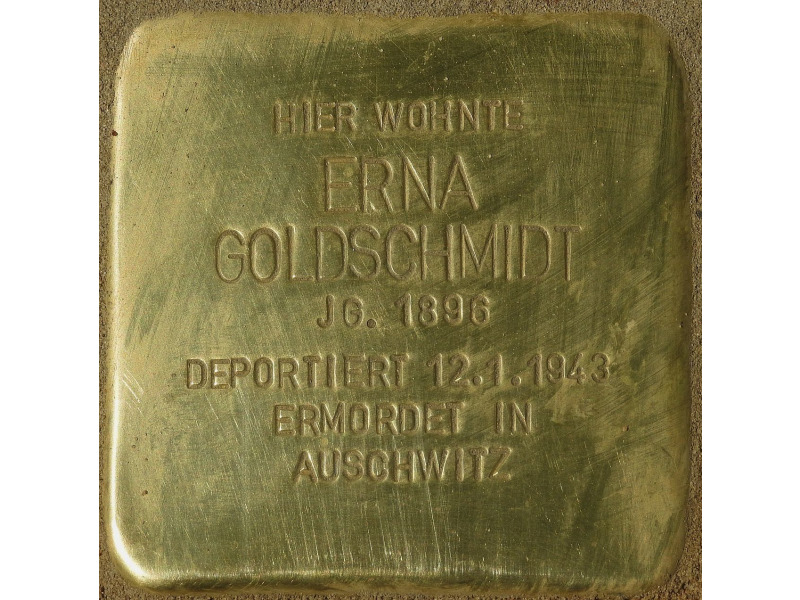 HIER WOHNTE
ERNA
GOLDSCHMIDT
JG. 1896
DEPORTIERT 12.1.1943
ERMORDET IN
AUSCHWITZ